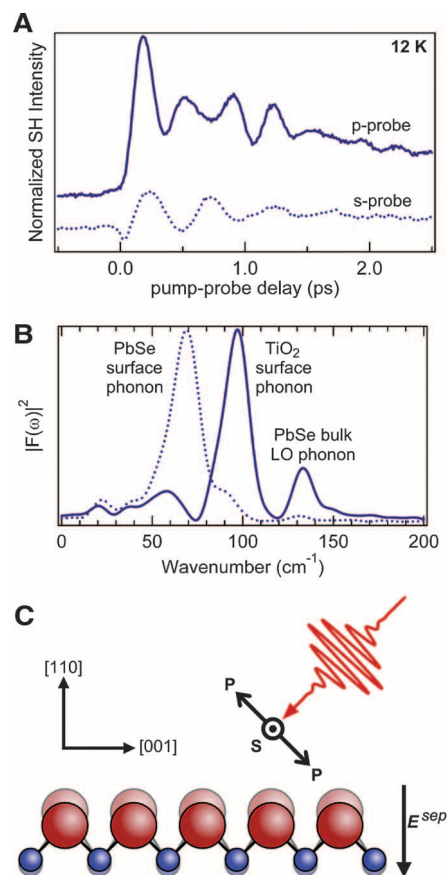 A
12 K
Normalized SH Intensity
p-probe
s-probe
0.0 1.0 2.0
pump-probe delay (ps)
B
PbSe
surface
phonon
TiO2
surface
phonon
PbSe bulk
LO phonon
|F(ω)|²
0 50 100 150 200
Wavenumber (cm⁻¹)
C
[110]
[001]
P
S
P
E^sep